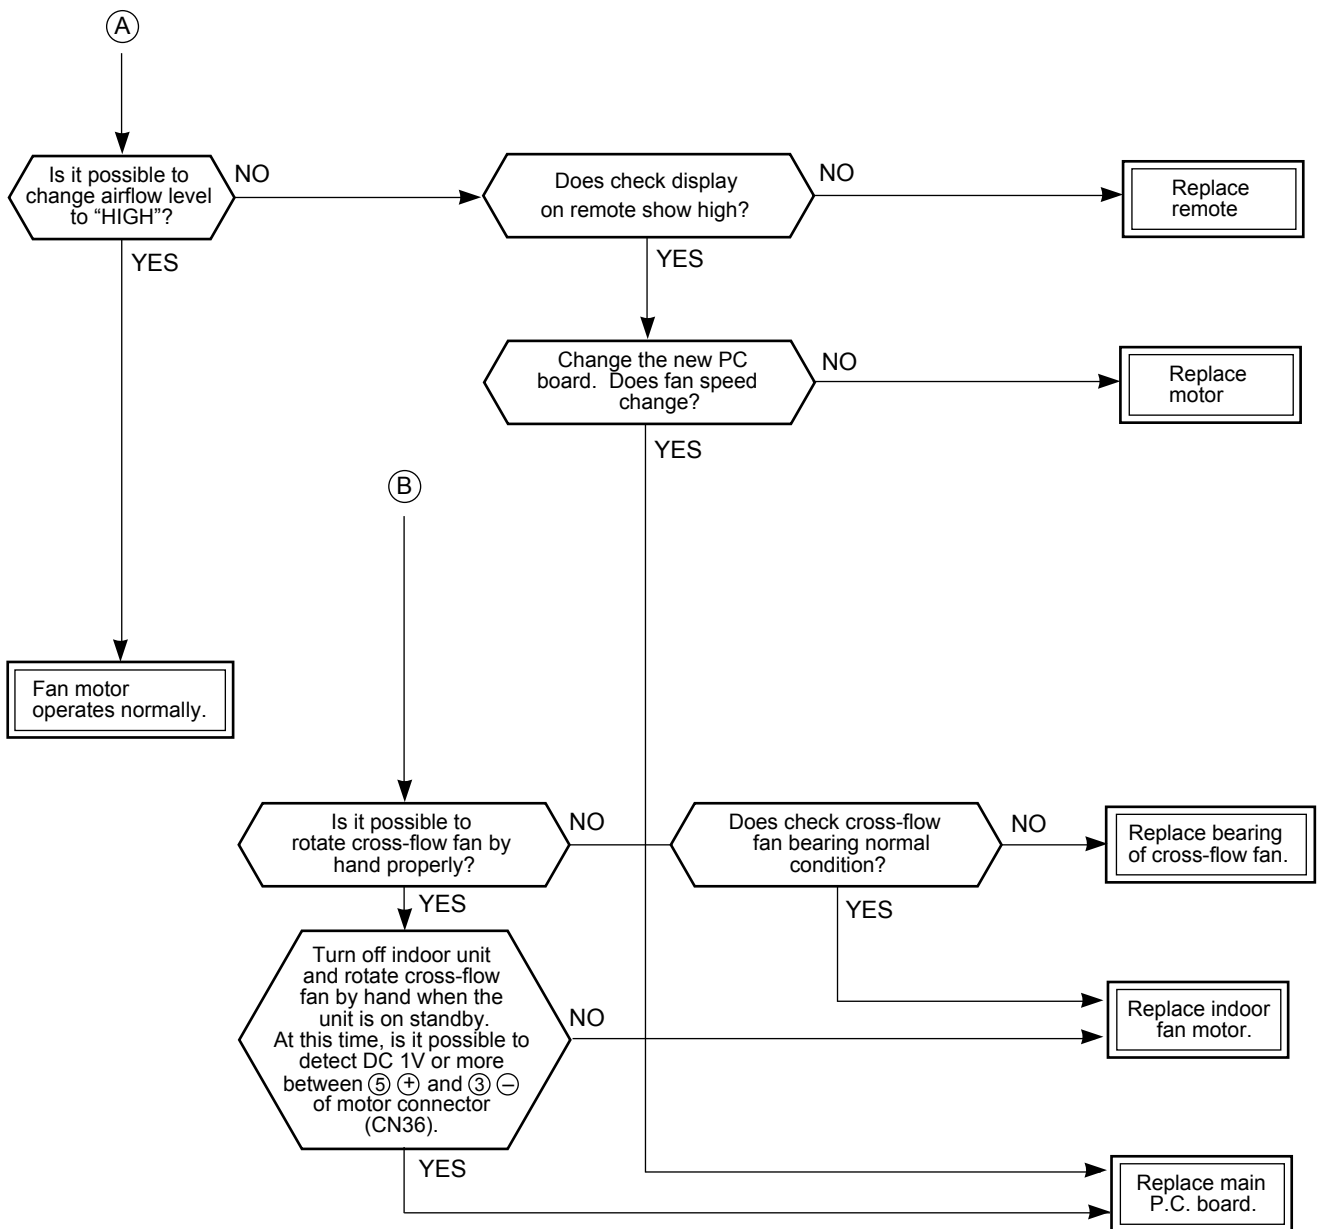 A
Is it possible to
change airflow level
to “HIGH”?
NO
YES
Does check display
on remote show high?
NO
YES
Replace
remote
Change the new PC
board. Does fan speed
change?
NO
YES
Replace
motor
B
Fan motor
operates normally.
Is it possible to
rotate cross-flow fan by
hand properly?
NO
YES
Does check cross-flow
fan bearing normal
condition?
NO
YES
Replace bearing
of cross-flow fan.
Turn off indoor unit
and rotate cross-flow
fan by hand when the
unit is on standby.
At this time, is it possible to
detect DC 1V or more
between ⑤ ⊕ and ③ ⊖
of motor connector
(CN36).
NO
YES
Replace indoor
fan motor.
Replace main
P.C. board.